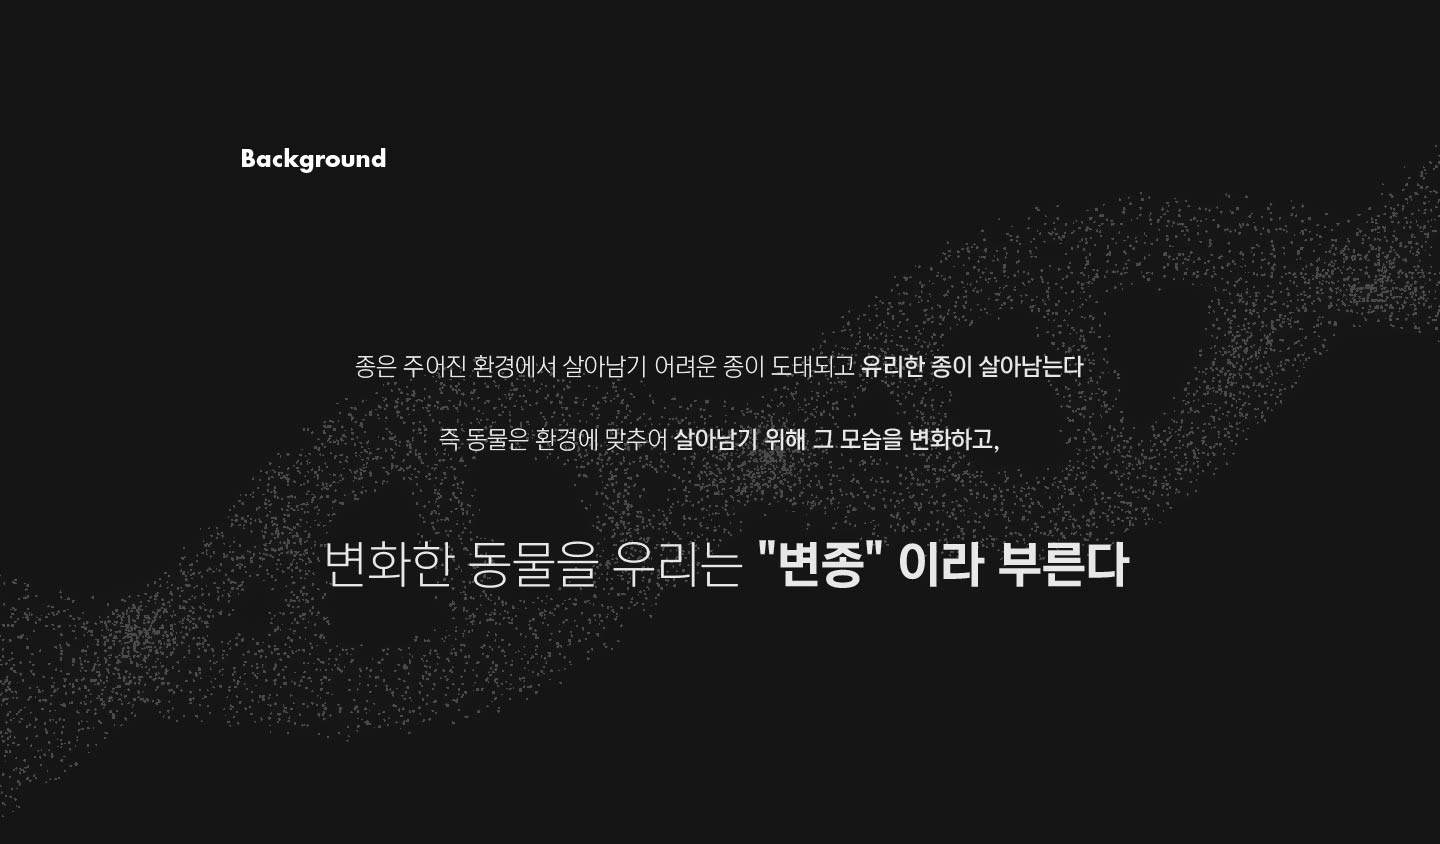 Background
종은 주어진 환경에서 살아남기 어려운 종이 도태되고 유리한 종이 살아남는다
즉 동물은 환경에 맞추어 살아남기 위해 그 모습을 변화하고,
변화한 동물을 우리는 "변종" 이라 부른다